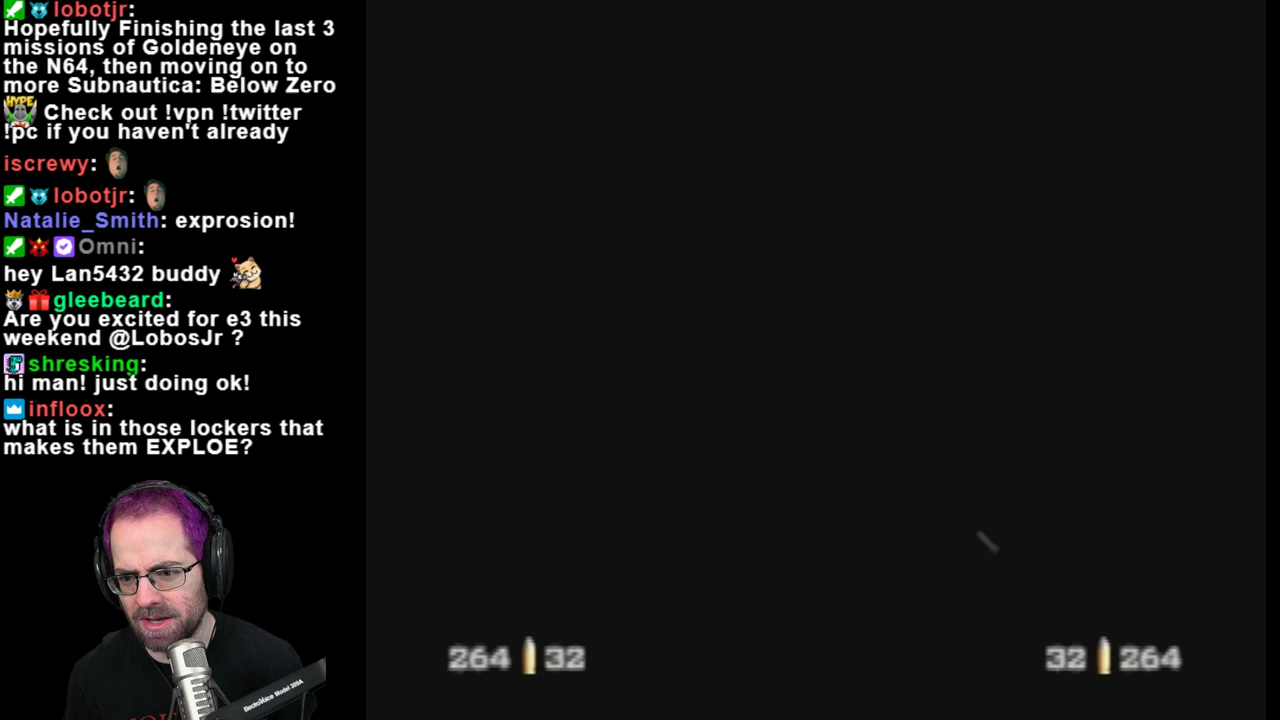 lobotjr:
Hopefully Finishing the last 3
missions of Goldeneye on
the N64, then moving on to
more Subnautica: Below Zero
HYPE Check out !vpn !twitter
!pc if you haven't already
iscrewy:
lobotjr:
Natalie_Smith: exprosion!
Omni:
hey Lan5432 buddy
gleebeard:
Are you excited for e3 this
weekend @LobosJr ?
shresking:
hi man! just doing ok!
infloox:
what is in those lockers that
makes them EXPLOE?
264 32
32 264